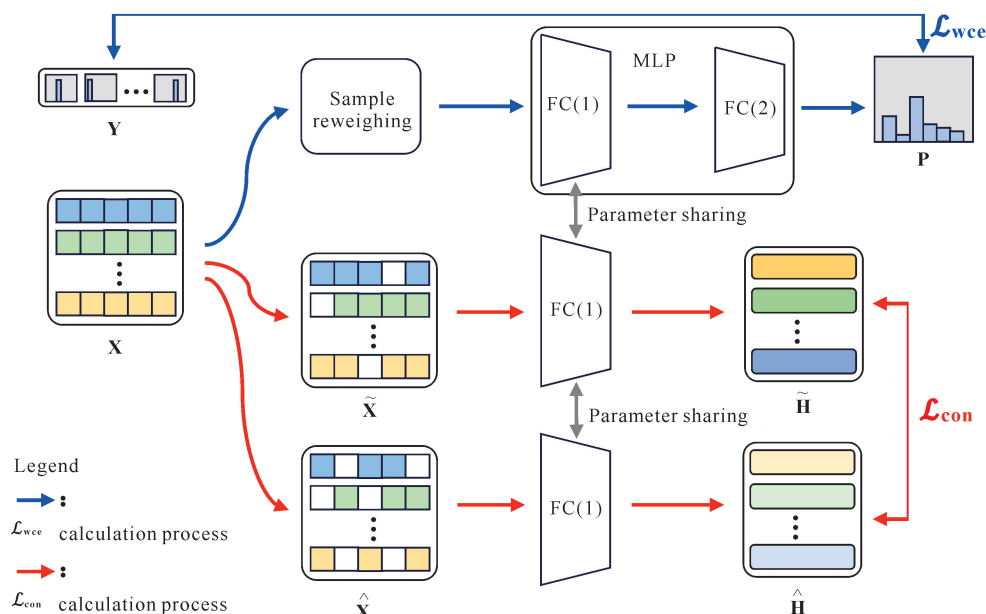 𝓛wce
MLP
Sample
reweighing
FC(1)
FC(2)
Y
P
Parameter sharing
X
FC(1)
X̃
H̃
Parameter sharing
𝓛con
Legend
FC(1)
:
𝓛wce calculation process
:
𝓛con calculation process
X̂
Ĥ